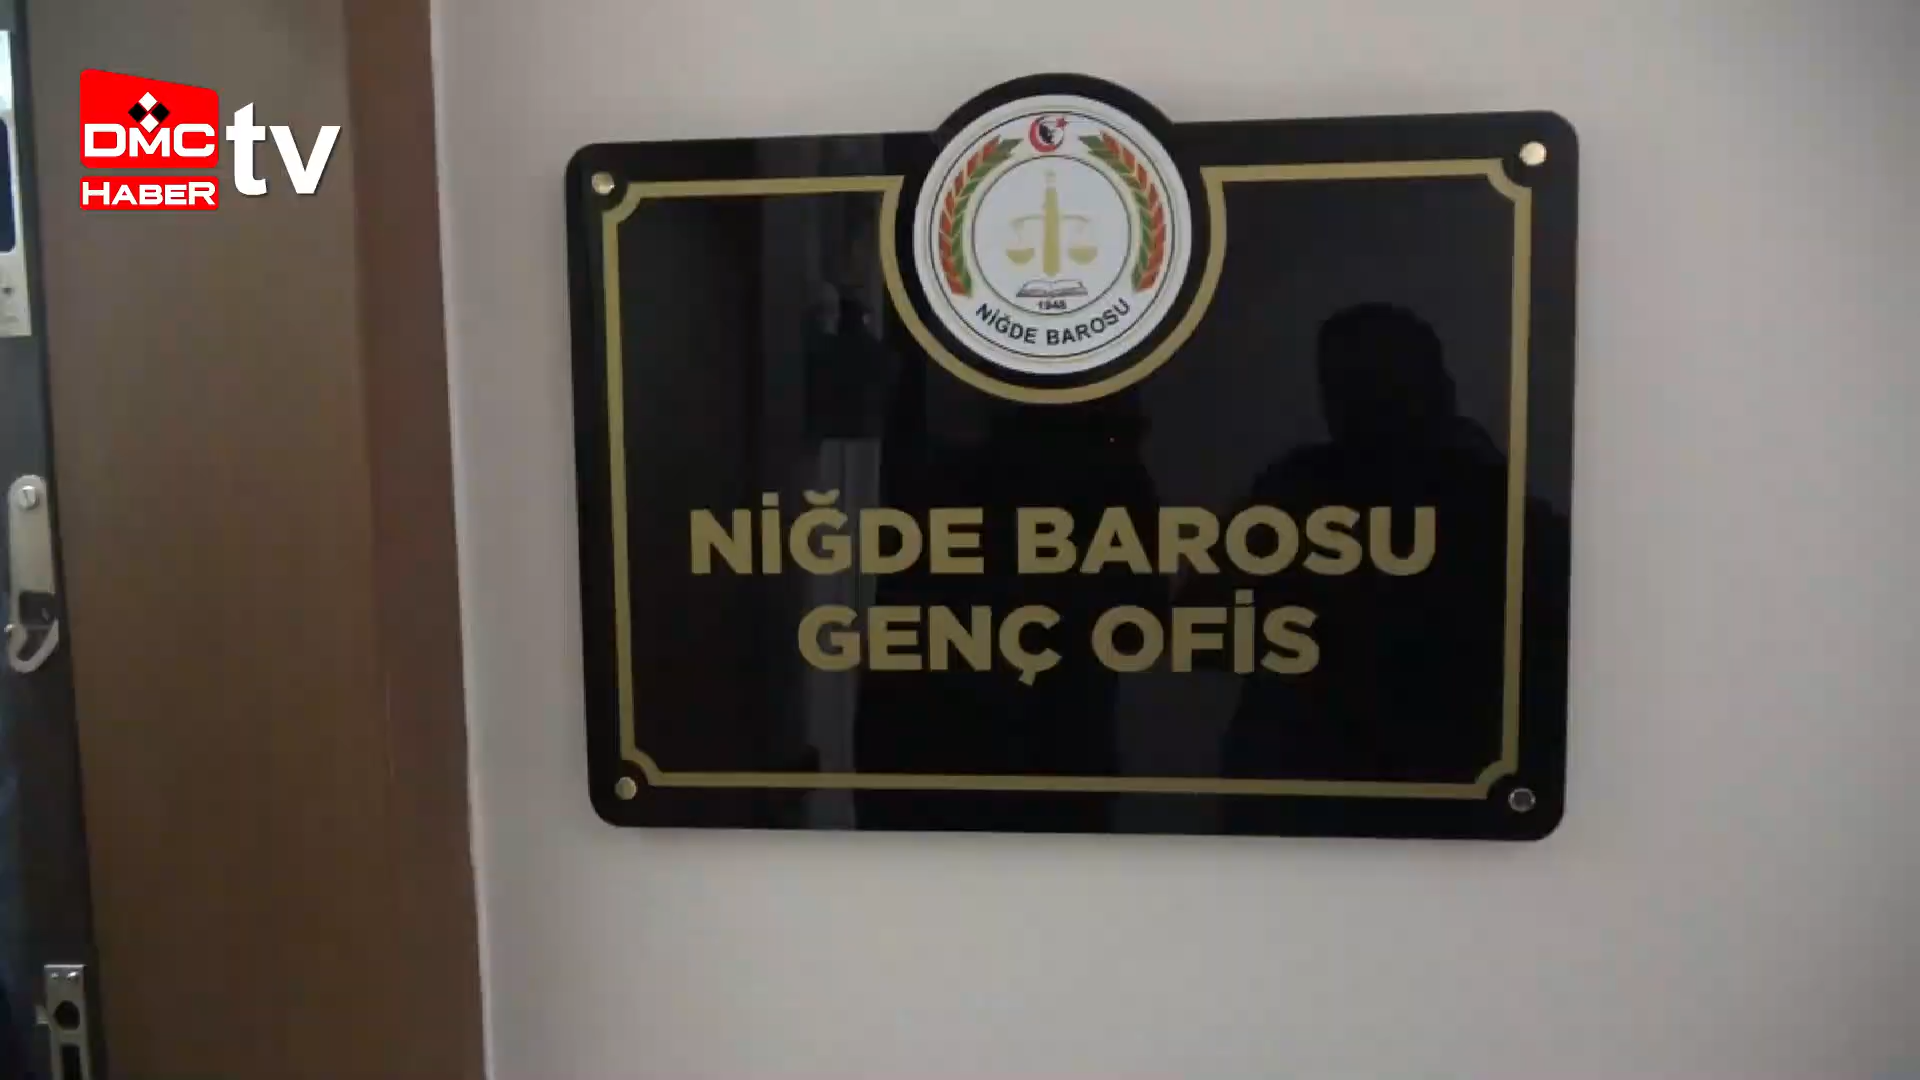 DMC tv
HABER
1948
NİĞDE BAROSU
NİĞDE BAROSU
GENÇ OFİS